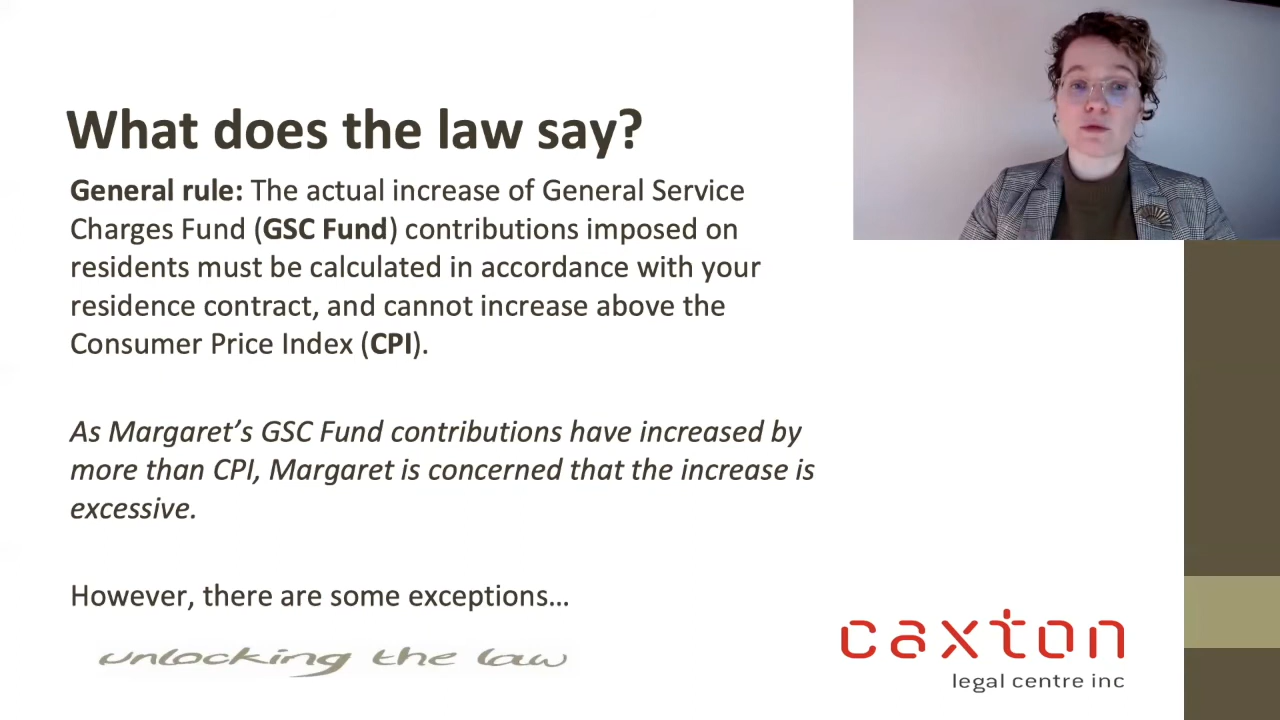 What does the law say?
General rule: The actual increase of General Service
Charges Fund (GSC Fund) contributions imposed on
residents must be calculated in accordance with your
residence contract, and cannot increase above the
Consumer Price Index (CPI).
As Margaret’s GSC Fund contributions have increased by
more than CPI, Margaret is concerned that the increase is
excessive.
However, there are some exceptions…
unlocking the law
caxton
legal centre inc